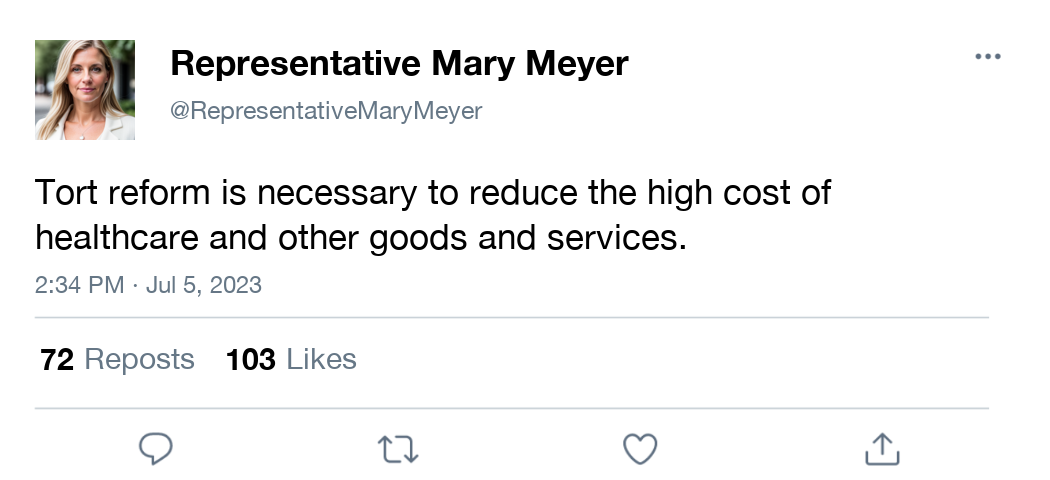 Representative Mary Meyer
@RepresentativeMaryMeyer
Tort reform is necessary to reduce the high cost of
healthcare and other goods and services.
2:34 PM · Jul 5, 2023
72 Reposts 103 Likes